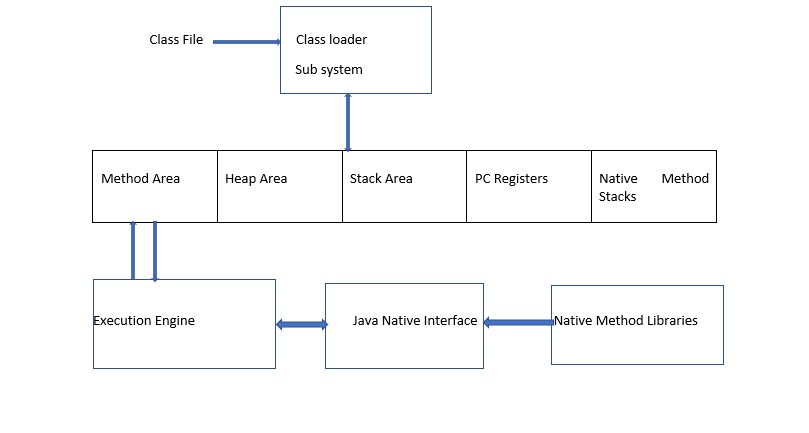 Class File
Class loader
Sub system
Method Area
Heap Area
Stack Area
PC Registers
Native Method
Stacks
Execution Engine
Java Native Interface
Native Method Libraries